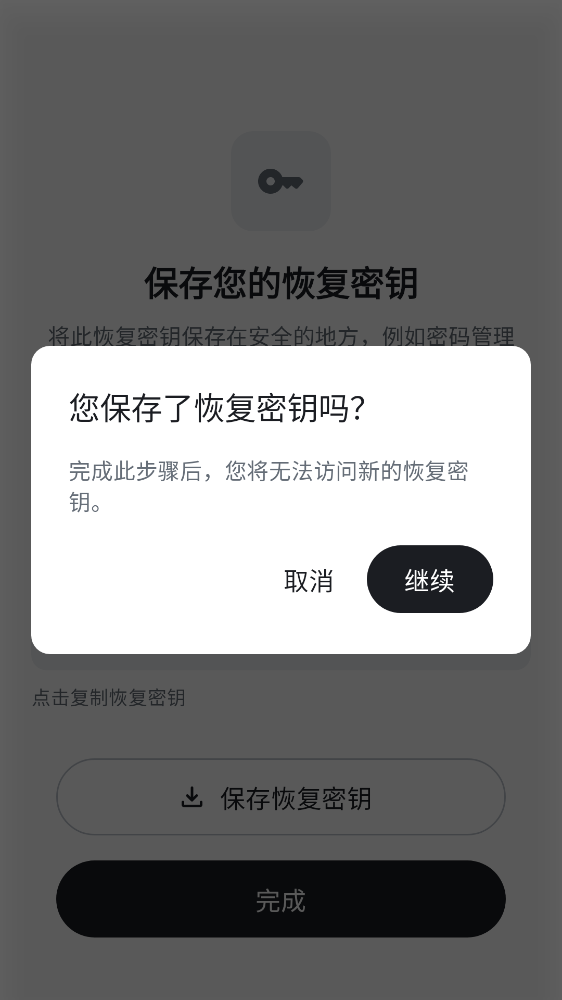 保存您的恢复密钥
将此恢复密钥保存在安全的地方，例如密码管理
您保存了恢复密钥吗？
完成此步骤后，您将无法访问新的恢复密
钥。
取消
继续
点击复制恢复密钥
保存恢复密钥
完成